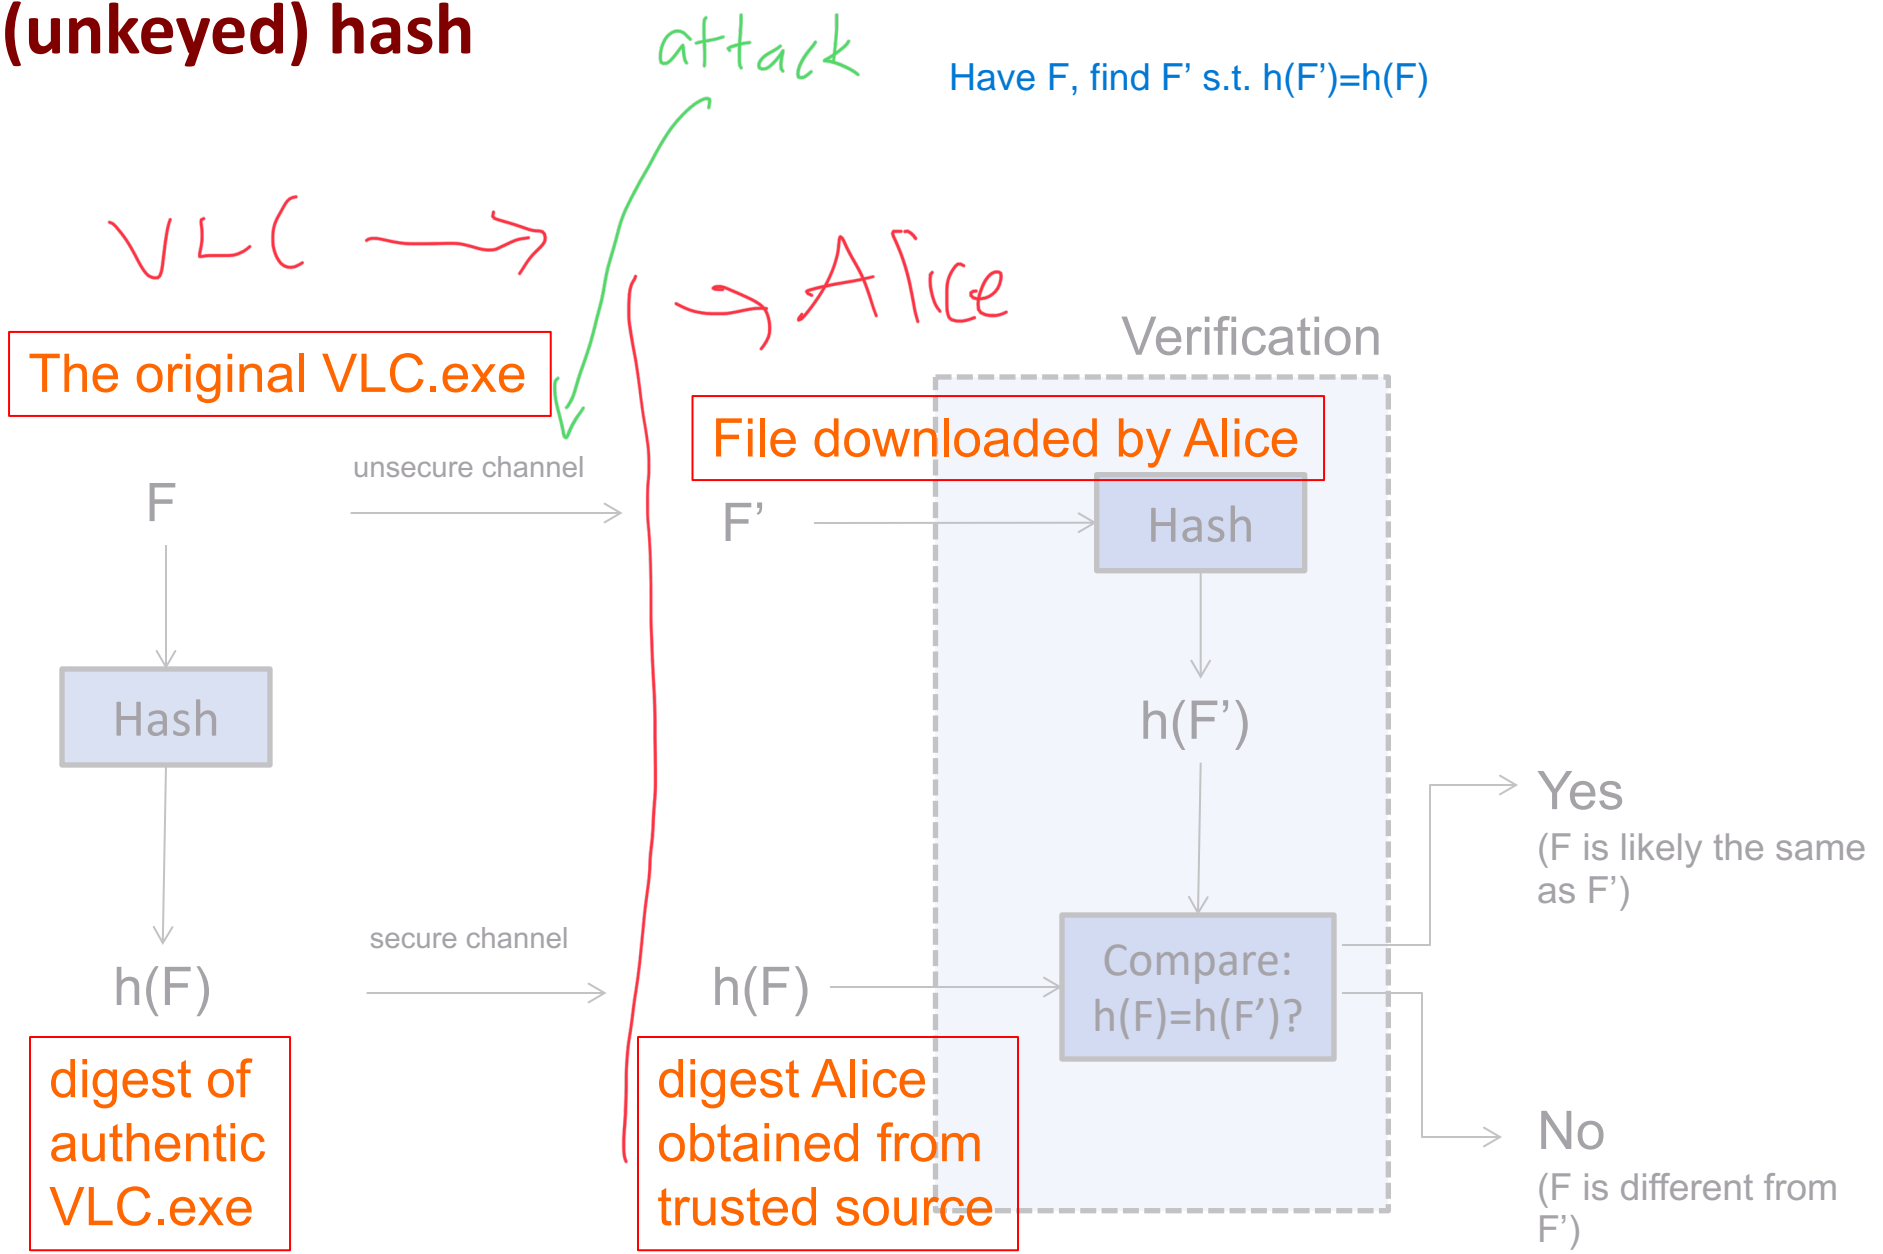 (unkeyed) hash
attack
Have F, find F’ s.t. h(F’)=h(F)
VLC
Alice
The original VLC.exe
Verification
File downloaded by Alice
unsecure channel
F
F’
Hash
Hash
h(F’)
Yes
(F is likely the same
as F’)
secure channel
h(F)
h(F)
Compare:
h(F)=h(F’)?
digest of
authentic
VLC.exe
digest Alice
obtained from
trusted source
No
(F is different from
F’)